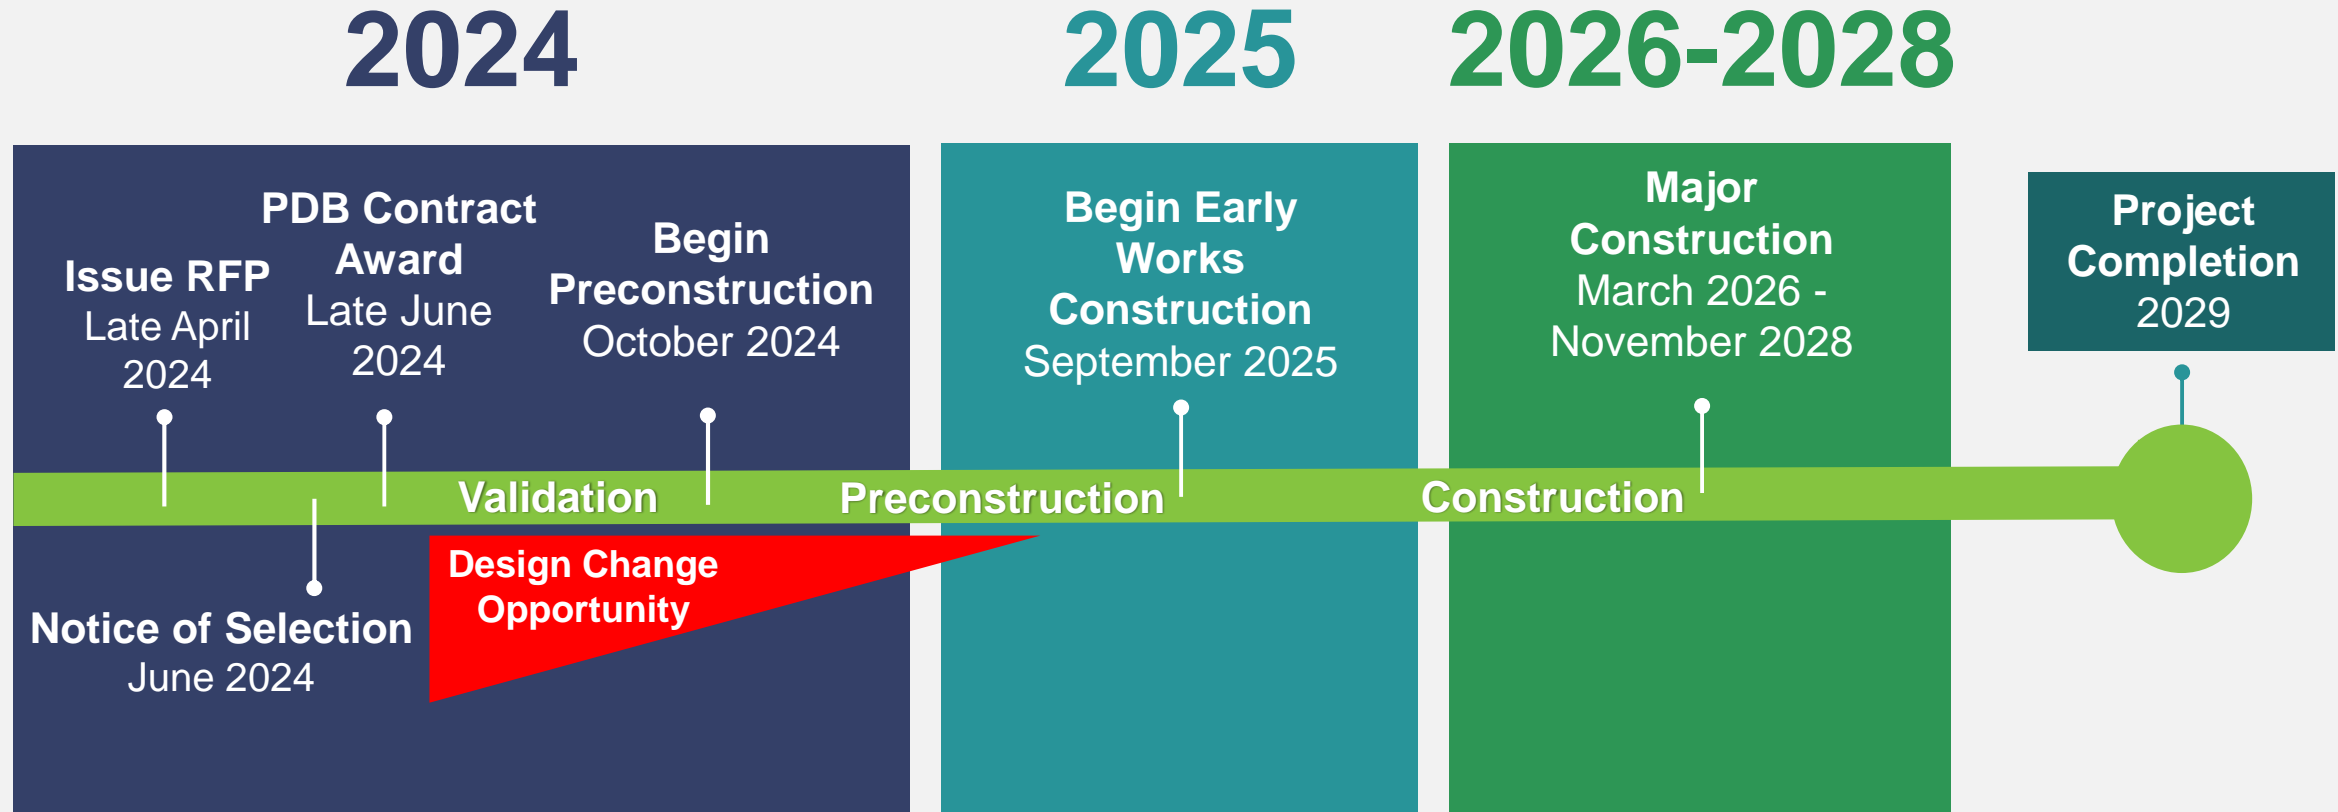 2024
2025
2026-2028
Issue RFP
Late April
2024
PDB Contract
Award
Late June
2024
Begin
Preconstruction
October 2024
Begin Early
Works
Construction
September 2025
Major
Construction
March 2026 -
November 2028
Project
Completion
2029
Validation
Preconstruction
Construction
Design Change
Opportunity
Notice of Selection
June 2024